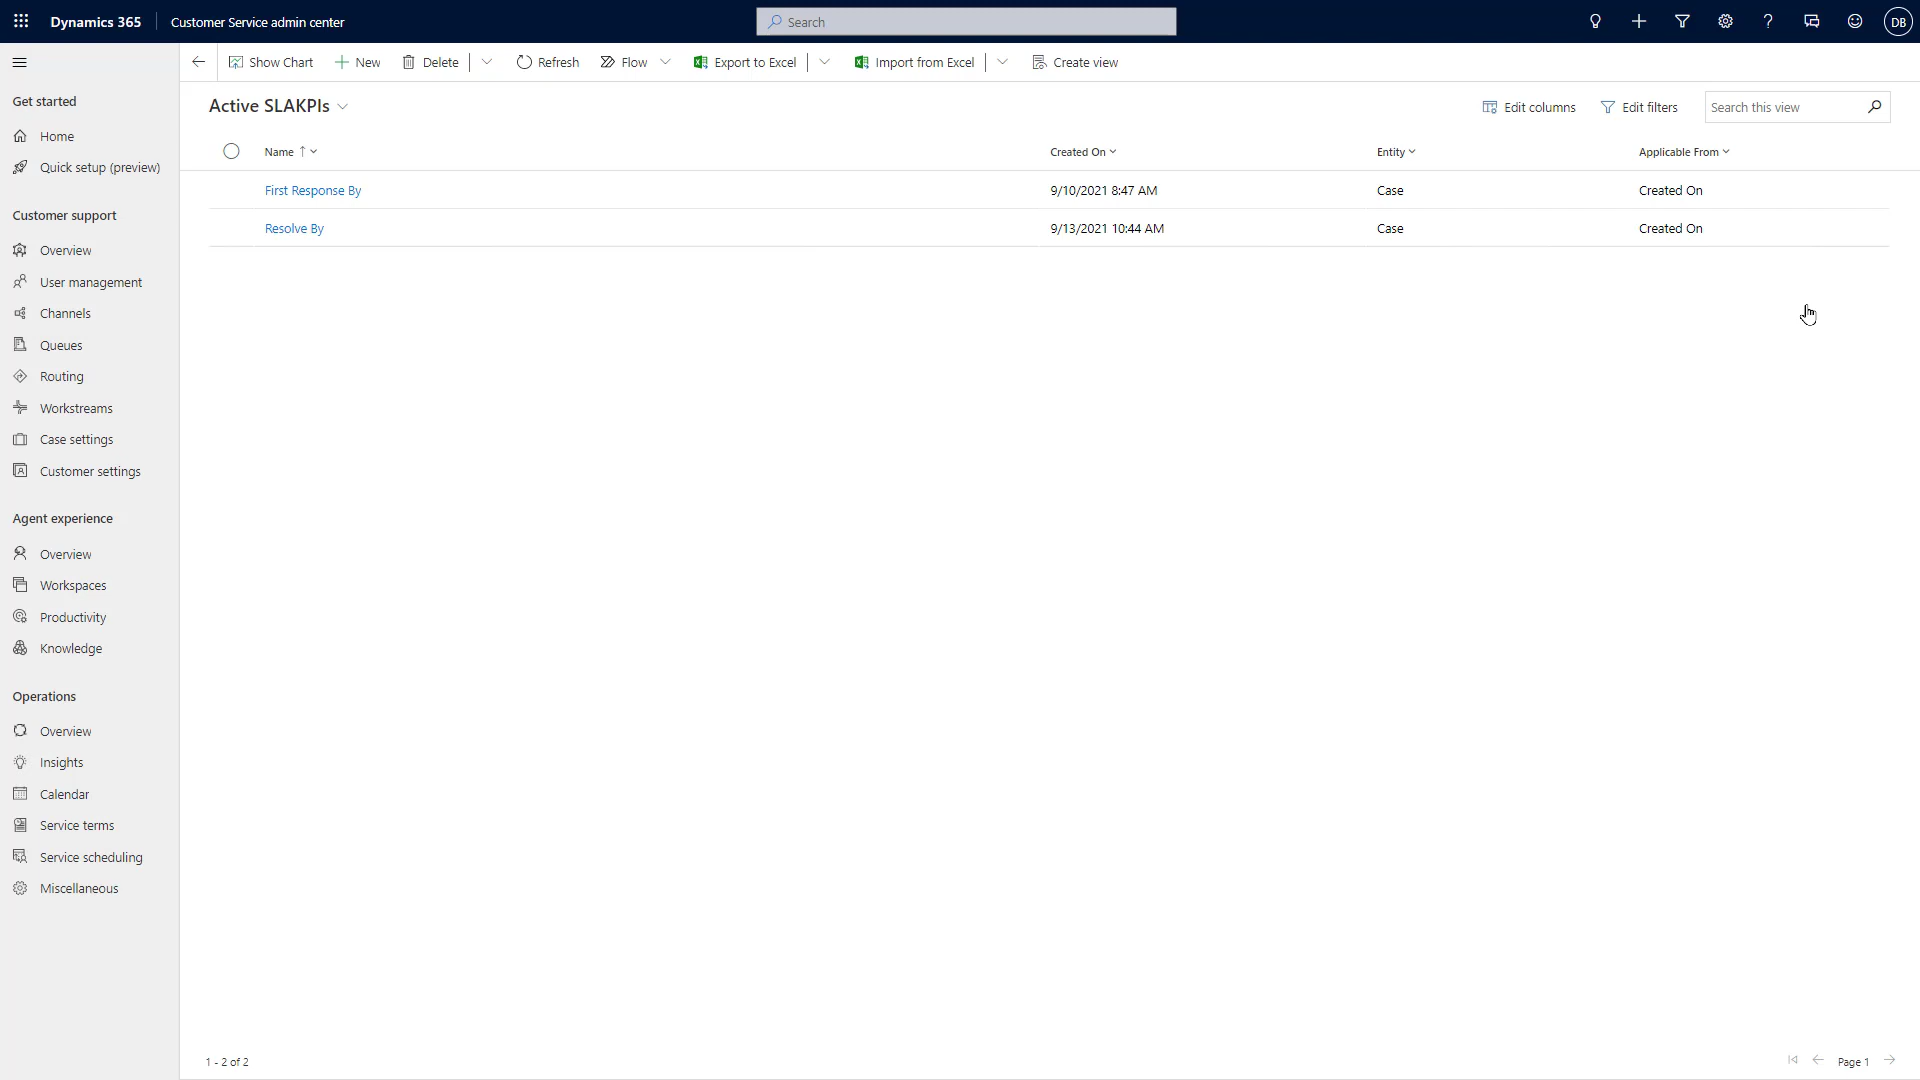 Dynamics 365 Customer Service admin center Search DB
Show Chart New Delete Refresh Flow Export to Excel Import from Excel Create view
Active SLAKPIs Edit columns Edit filters Search this view
Name ↑ Created On Entity Applicable From
First Response By 9/10/2021 8:47 AM Case Created On
Resolve By 9/13/2021 10:44 AM Case Created On
Get started
Home
Quick setup (preview)
Customer support
Overview
User management
Channels
Queues
Routing
Workstreams
Case settings
Customer settings
Agent experience
Overview
Workspaces
Productivity
Knowledge
Operations
Overview
Insights
Calendar
Service terms
Service scheduling
Miscellaneous
1 - 2 of 2 Page 1